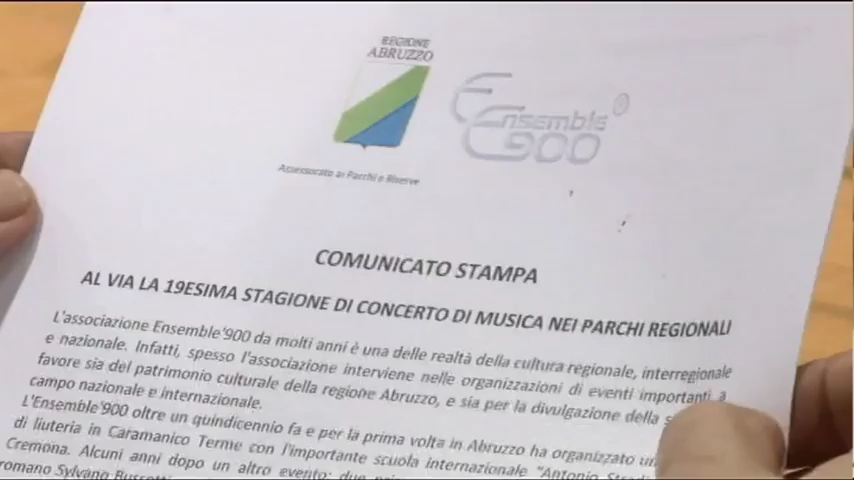 REGIONE
ABRUZZO
Ensemble
900
Assessorato ai Parchi e Riserve
COMUNICATO STAMPA
AL VIA LA 19ESIMA STAGIONE DI CONCERTO DI MUSICA NEI PARCHI REGIONALI
L'associazione Ensemble'900 da molti anni è una delle realtà della cultura regionale, interregionale
e nazionale. Infatti, spesso l'associazione interviene nelle organizzazioni di eventi importanti a
favore sia del patrimonio culturale della regione Abruzzo, e sia per la divulgazione della
campo nazionale e internazionale.
L'Ensemble'900 oltre un quindicennio fa e per la prima volta in Abruzzo ha organizzato
di liuteria in Caramanico Terme con l'importante scuola internazionale "Antonio
Cremona. Alcuni anni dopo un altro evento: due
romano Sylvano